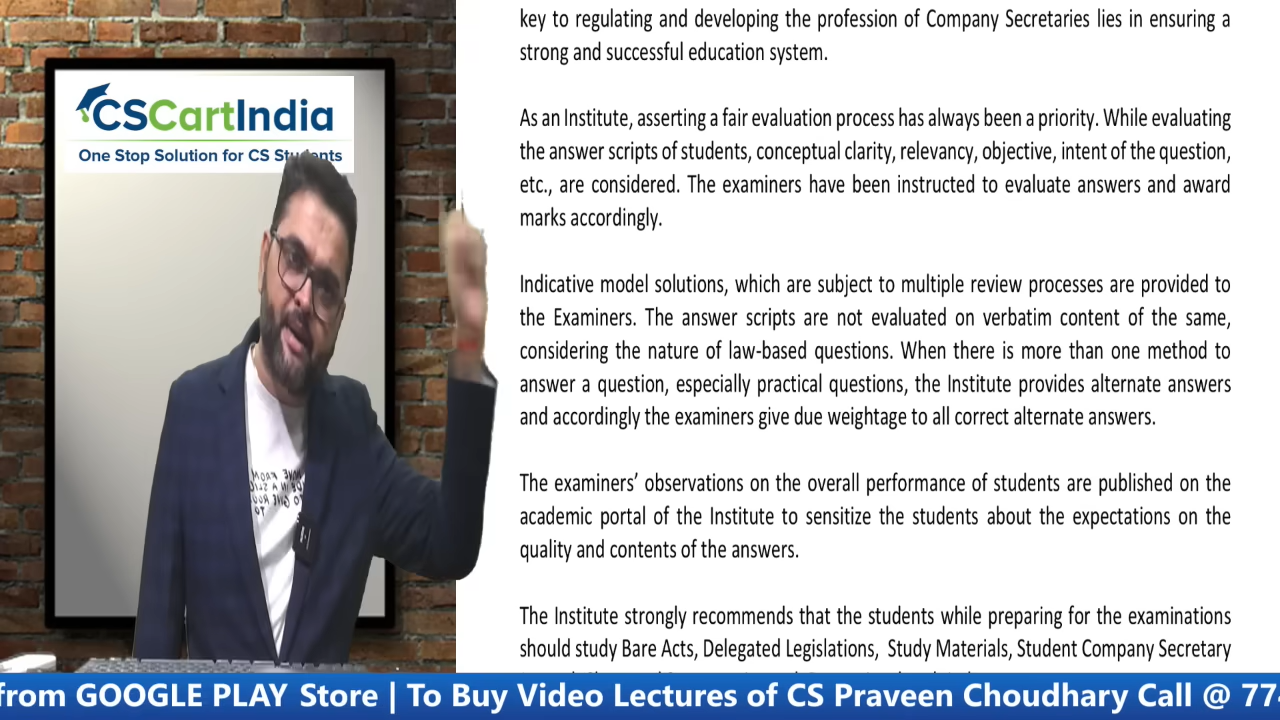 CSCartIndia
One Stop Solution for CS Students
key to regulating and developing the profession of Company Secretaries lies in ensuring a
strong and successful education system.
As an Institute, asserting a fair evaluation process has always been a priority. While evaluating
the answer scripts of students, conceptual clarity, relevancy, objective, intent of the question,
etc., are considered. The examiners have been instructed to evaluate answers and award
marks accordingly.
Indicative model solutions, which are subject to multiple review processes are provided to
the Examiners. The answer scripts are not evaluated on verbatim content of the same,
considering the nature of law-based questions. When there is more than one method to
answer a question, especially practical questions, the Institute provides alternate answers
and accordingly the examiners give due weightage to all correct alternate answers.
The examiners’ observations on the overall performance of students are published on the
academic portal of the Institute to sensitize the students about the expectations on the
quality and contents of the answers.
The Institute strongly recommends that the students while preparing for the examinations
should study Bare Acts, Delegated Legislations, Study Materials, Student Company Secretary
from GOOGLE PLAY Store | To Buy Video Lectures of CS Praveen Choudhary Call @ 77